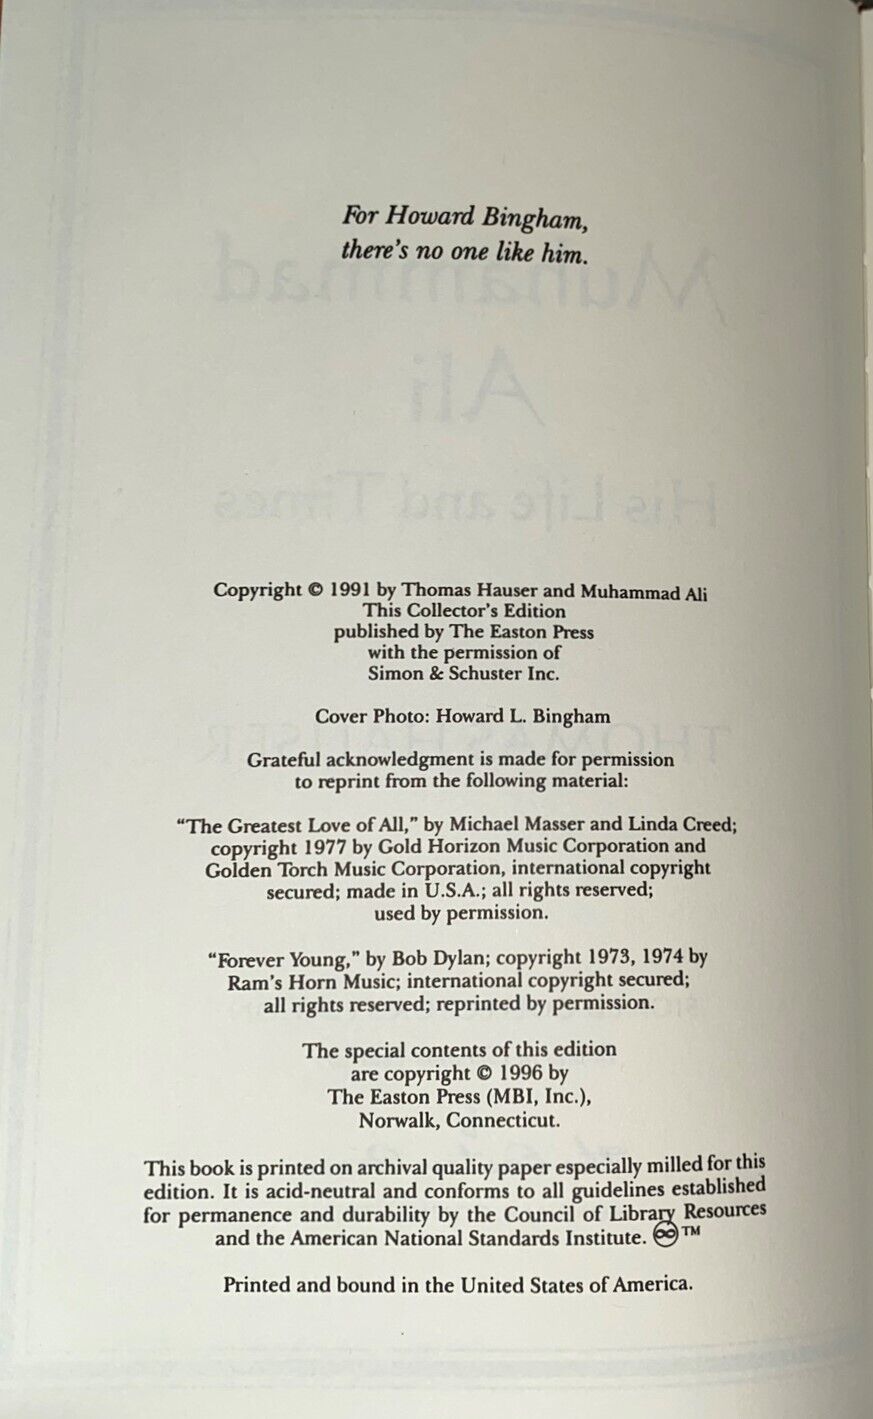 For Howard Bingham,
there's no one like him.
Copyright © 1991 by Thomas Hauser and Muhammad Ali
This Collector's Edition
published by The Easton Press
with the permission of
Simon & Schuster Inc.
Cover Photo: Howard L. Bingham
Grateful acknowledgment is made for permission
to reprint from the following material:
“The Greatest Love of All,” by Michael Masser and Linda Creed;
copyright 1977 by Gold Horizon Music Corporation and
Golden Torch Music Corporation, international copyright
secured; made in U.S.A.; all rights reserved;
used by permission.
“Forever Young,” by Bob Dylan; copyright 1973, 1974 by
Ram's Horn Music; international copyright secured;
all rights reserved; reprinted by permission.
The special contents of this edition
are copyright © 1996 by
The Easton Press (MBI, Inc.),
Norwalk, Connecticut.
This book is printed on archival quality paper especially milled for this
edition. It is acid-neutral and conforms to all guidelines established
for permanence and durability by the Council of Library Resources
and the American National Standards Institute. ♾™
Printed and bound in the United States of America.